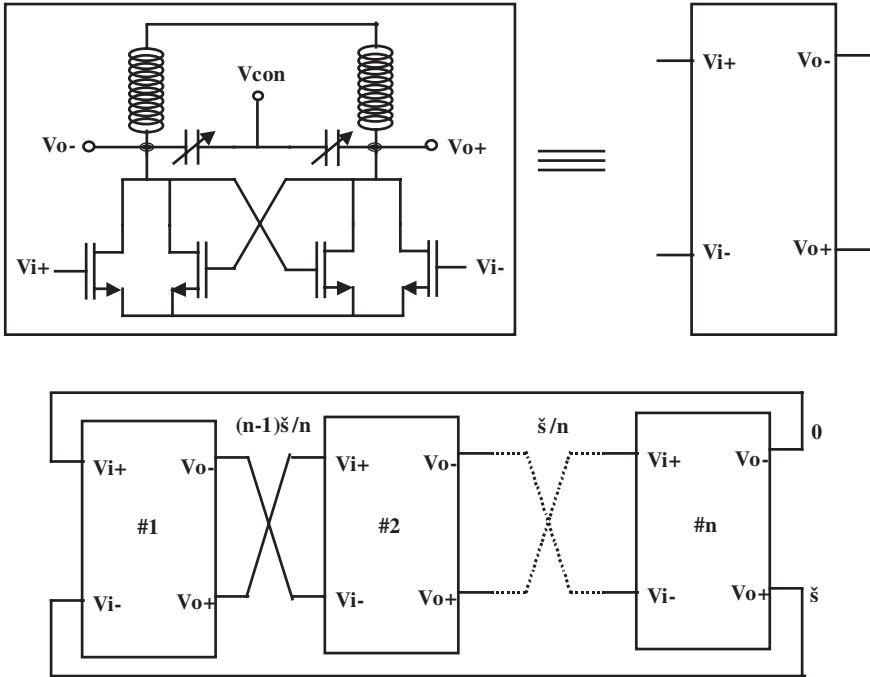 Vcon
Vo-
Vo+
Vi+
Vi-
Vi+
Vo-
Vi-
Vo+
(n-1)š/n
š/n
0
Vi+
Vo-
Vi+
Vo-
Vi+
Vo-
#1
#2
#n
Vi-
Vo+
Vi-
Vo+
Vi-
Vo+
š